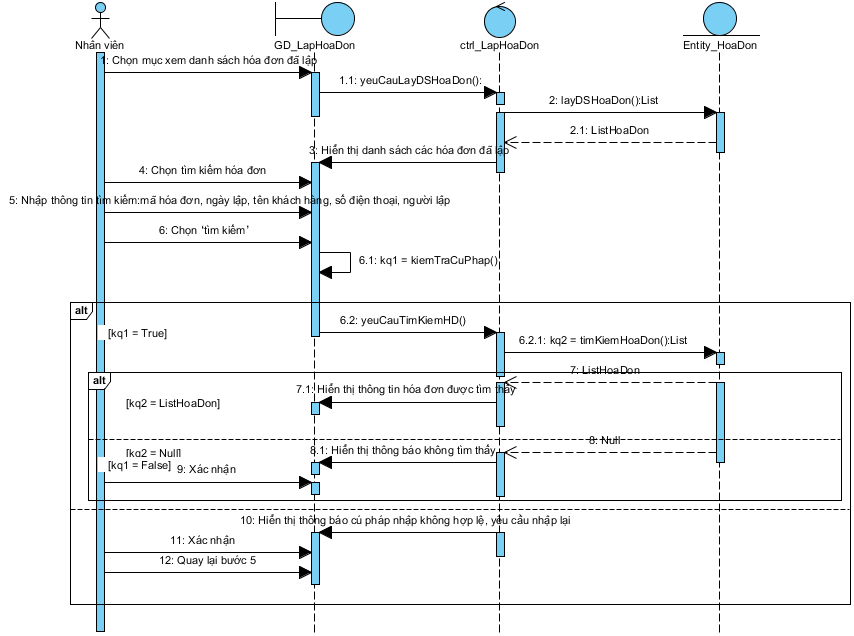 Nhân viên
GD_LapHoaDon
ctrl_LapHoaDon
Entity_HoaDon
1: Chọn mục xem danh sách hóa đơn đã lập
1.1: yeuCauLayDSHoaDon():
2: layDSHoaDon():List
2.1: ListHoaDon
3: Hiển thị danh sách các hóa đơn đã lập
4: Chọn tìm kiếm hóa đơn
5: Nhập thông tin tìm kiếm:mã hóa đơn, ngày lập, tên khách hàng, số điện thoại, người lập
6: Chọn 'tìm kiếm'
6.1: kq1 = kiemTraCuPhap()
alt
[kq1 = True]
6.2: yeuCauTimKiemHD()
6.2.1: kq2 = timKiemHoaDon():List
alt
7: ListHoaDon
7.1: Hiển thị thông tin hóa đơn được tìm thấy
[kq2 = ListHoaDon]
8: Null
[kq2 = Null]
8.1: Hiển thị thông báo không tìm thấy
[kq1 = False]
9: Xác nhận
10: Hiển thị thông báo cú pháp nhập không hợp lệ, yêu cầu nhập lại
11: Xác nhận
12: Quay lại bước 5